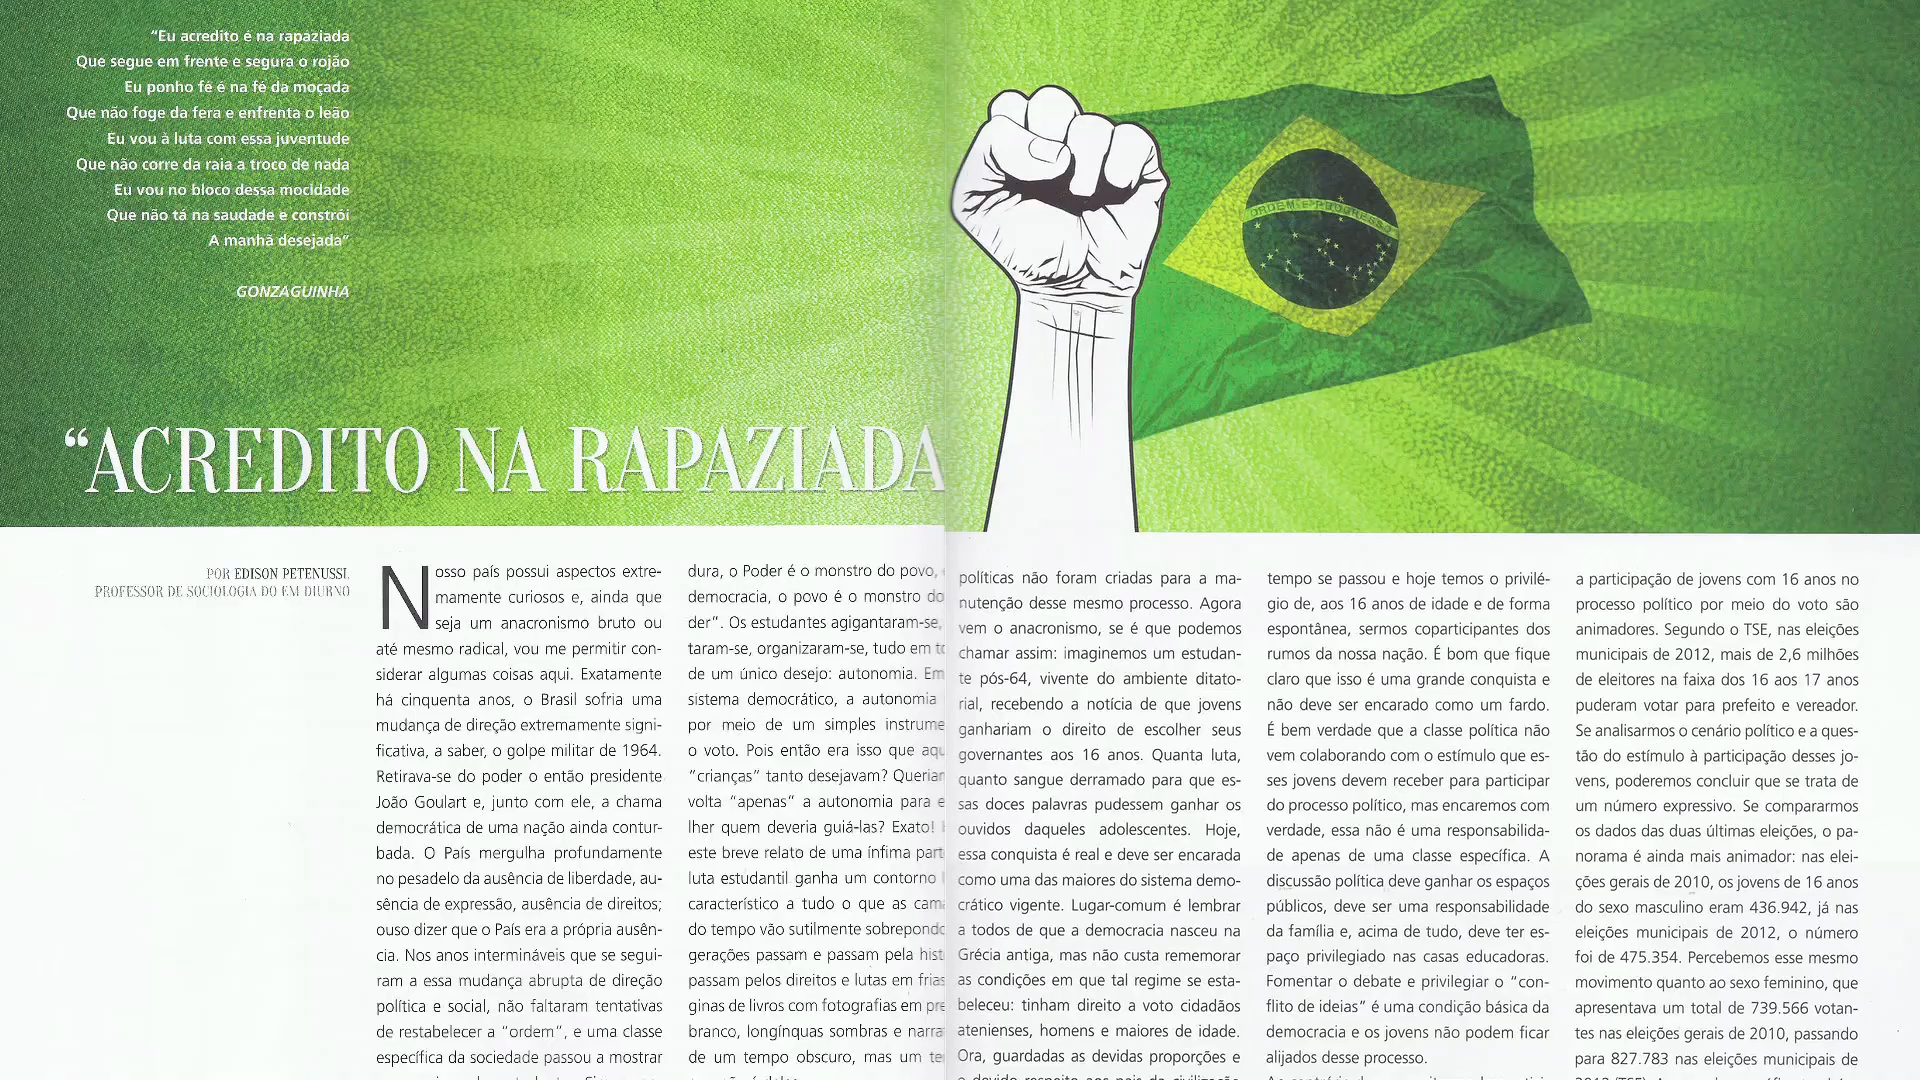 “Eu acredito é na rapaziada
Que segue em frente e segura o rojão
Eu ponho fé é na fé da moçada
Que não foge da fera e enfrenta o leão
Eu vou à luta com essa juventude
Que não corre da raia a troco de nada
Eu vou no bloco dessa mocidade
Que não tá na saudade e constrói
A manhã desejada”
GONZAGUINHA
ORDEM E PROGRESSO
“ACREDITO NA RAPAZIADA
POR EDISON PETENUSSI,
PROFESSOR DE SOCIOLOGIA DO EM DIURNO
Nosso país possui aspectos extre-
mamente curiosos e, ainda que
seja um anacronismo bruto ou
até mesmo radical, vou me permitir con-
siderar algumas coisas aqui. Exatamente
há cinquenta anos, o Brasil sofria uma
mudança de direção extremamente signi-
ficativa, a saber, o golpe militar de 1964.
Retirava-se do poder o então presidente
João Goulart e, junto com ele, a chama
democrática de uma nação ainda contur-
bada. O País mergulha profundamente
no pesadelo da ausência de liberdade, au-
sência de expressão, ausência de direitos;
ouso dizer que o País era a própria ausên-
cia. Nos anos intermináveis que se segui-
ram a essa mudança abrupta de direção
política e social, não faltaram tentativas
de restabelecer a “ordem”, e uma classe
específica da sociedade passou a mostrar
dura, o Poder é o monstro do povo,
democracia, o povo é o monstro do
der”. Os estudantes agigantaram-se,
taram-se, organizaram-se, tudo em
de um único desejo: autonomia. Em
sistema democrático, a autonomia
por meio de um simples instrume
o voto. Pois então era isso que aqu
“crianças” tanto desejavam? Queriam
volta “apenas” a autonomia para
lher quem deveria guiá-las? Exato!
este breve relato de uma ínfima part
luta estudantil ganha um contorno
característico a tudo o que as cama
do tempo vão sutilmente sobrepondo
gerações passam e passam pela hist
passam pelos direitos e lutas em frias
ginas de livros com fotografias em pre
branco, longínquas sombras e narra
de um tempo obscuro, mas um te
políticas não foram criadas para a ma-
nutenção desse mesmo processo. Agora
vem o anacronismo, se é que podemos
chamar assim: imaginemos um estudan-
te pós-64, vivente do ambiente ditato-
rial, recebendo a notícia de que jovens
ganhariam o direito de escolher seus
governantes aos 16 anos. Quanta luta,
quanto sangue derramado para que es-
sas doces palavras pudessem ganhar os
ouvidos daqueles adolescentes. Hoje,
essa conquista é real e deve ser encarada
como uma das maiores do sistema demo-
crático vigente. Lugar-comum é lembrar
a todos de que a democracia nasceu na
Grécia antiga, mas não custa rememorar
as condições em que tal regime se esta-
beleceu: tinham direito a voto cidadãos
atenienses, homens e maiores de idade.
Ora, guardadas as devidas proporções e
o devido respeito aos pais da civilização
tempo se passou e hoje temos o privilé-
gio de, aos 16 anos de idade e de forma
espontânea, sermos coparticipantes dos
rumos da nossa nação. É bom que fique
claro que isso é uma grande conquista e
não deve ser encarado como um fardo.
É bem verdade que a classe política não
vem colaborando com o estímulo que es-
ses jovens devem receber para participar
do processo político, mas encaremos com
verdade, essa não é uma responsabilida-
de apenas de uma classe específica. A
discussão política deve ganhar os espaços
públicos, deve ser uma responsabilidade
da família e, acima de tudo, deve ter es-
paço privilegiado nas casas educadoras.
Fomentar o debate e privilegiar o “con-
flito de ideias” é uma condição básica da
democracia e os jovens não podem ficar
alijados desse processo.
a participação de jovens com 16 anos no
processo político por meio do voto são
animadores. Segundo o TSE, nas eleições
municipais de 2012, mais de 2,6 milhões
de eleitores na faixa dos 16 aos 17 anos
puderam votar para prefeito e vereador.
Se analisarmos o cenário político e a ques-
tão do estímulo à participação desses jo-
vens, poderemos concluir que se trata de
um número expressivo. Se compararmos
os dados das duas últimas eleições, o pa-
norama é ainda mais animador: nas elei-
ções gerais de 2010, os jovens de 16 anos
do sexo masculino eram 436.942, já nas
eleições municipais de 2012, o número
foi de 475.354. Percebemos esse mesmo
movimento quanto ao sexo feminino, que
apresentava um total de 739.566 votan-
tes nas eleições gerais de 2010, passando
para 827.783 nas eleições municipais de